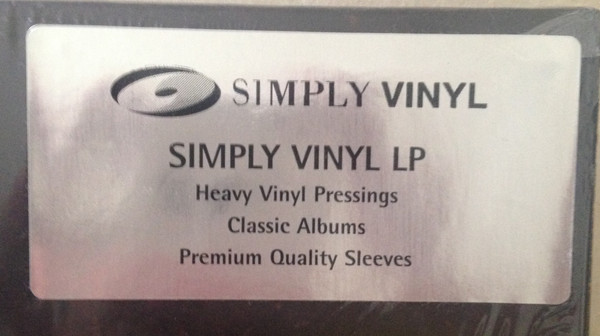 SIMPLY VINYL
SIMPLY VINYL LP
Heavy Vinyl Pressings
Classic Albums
Premium Quality Sleeves